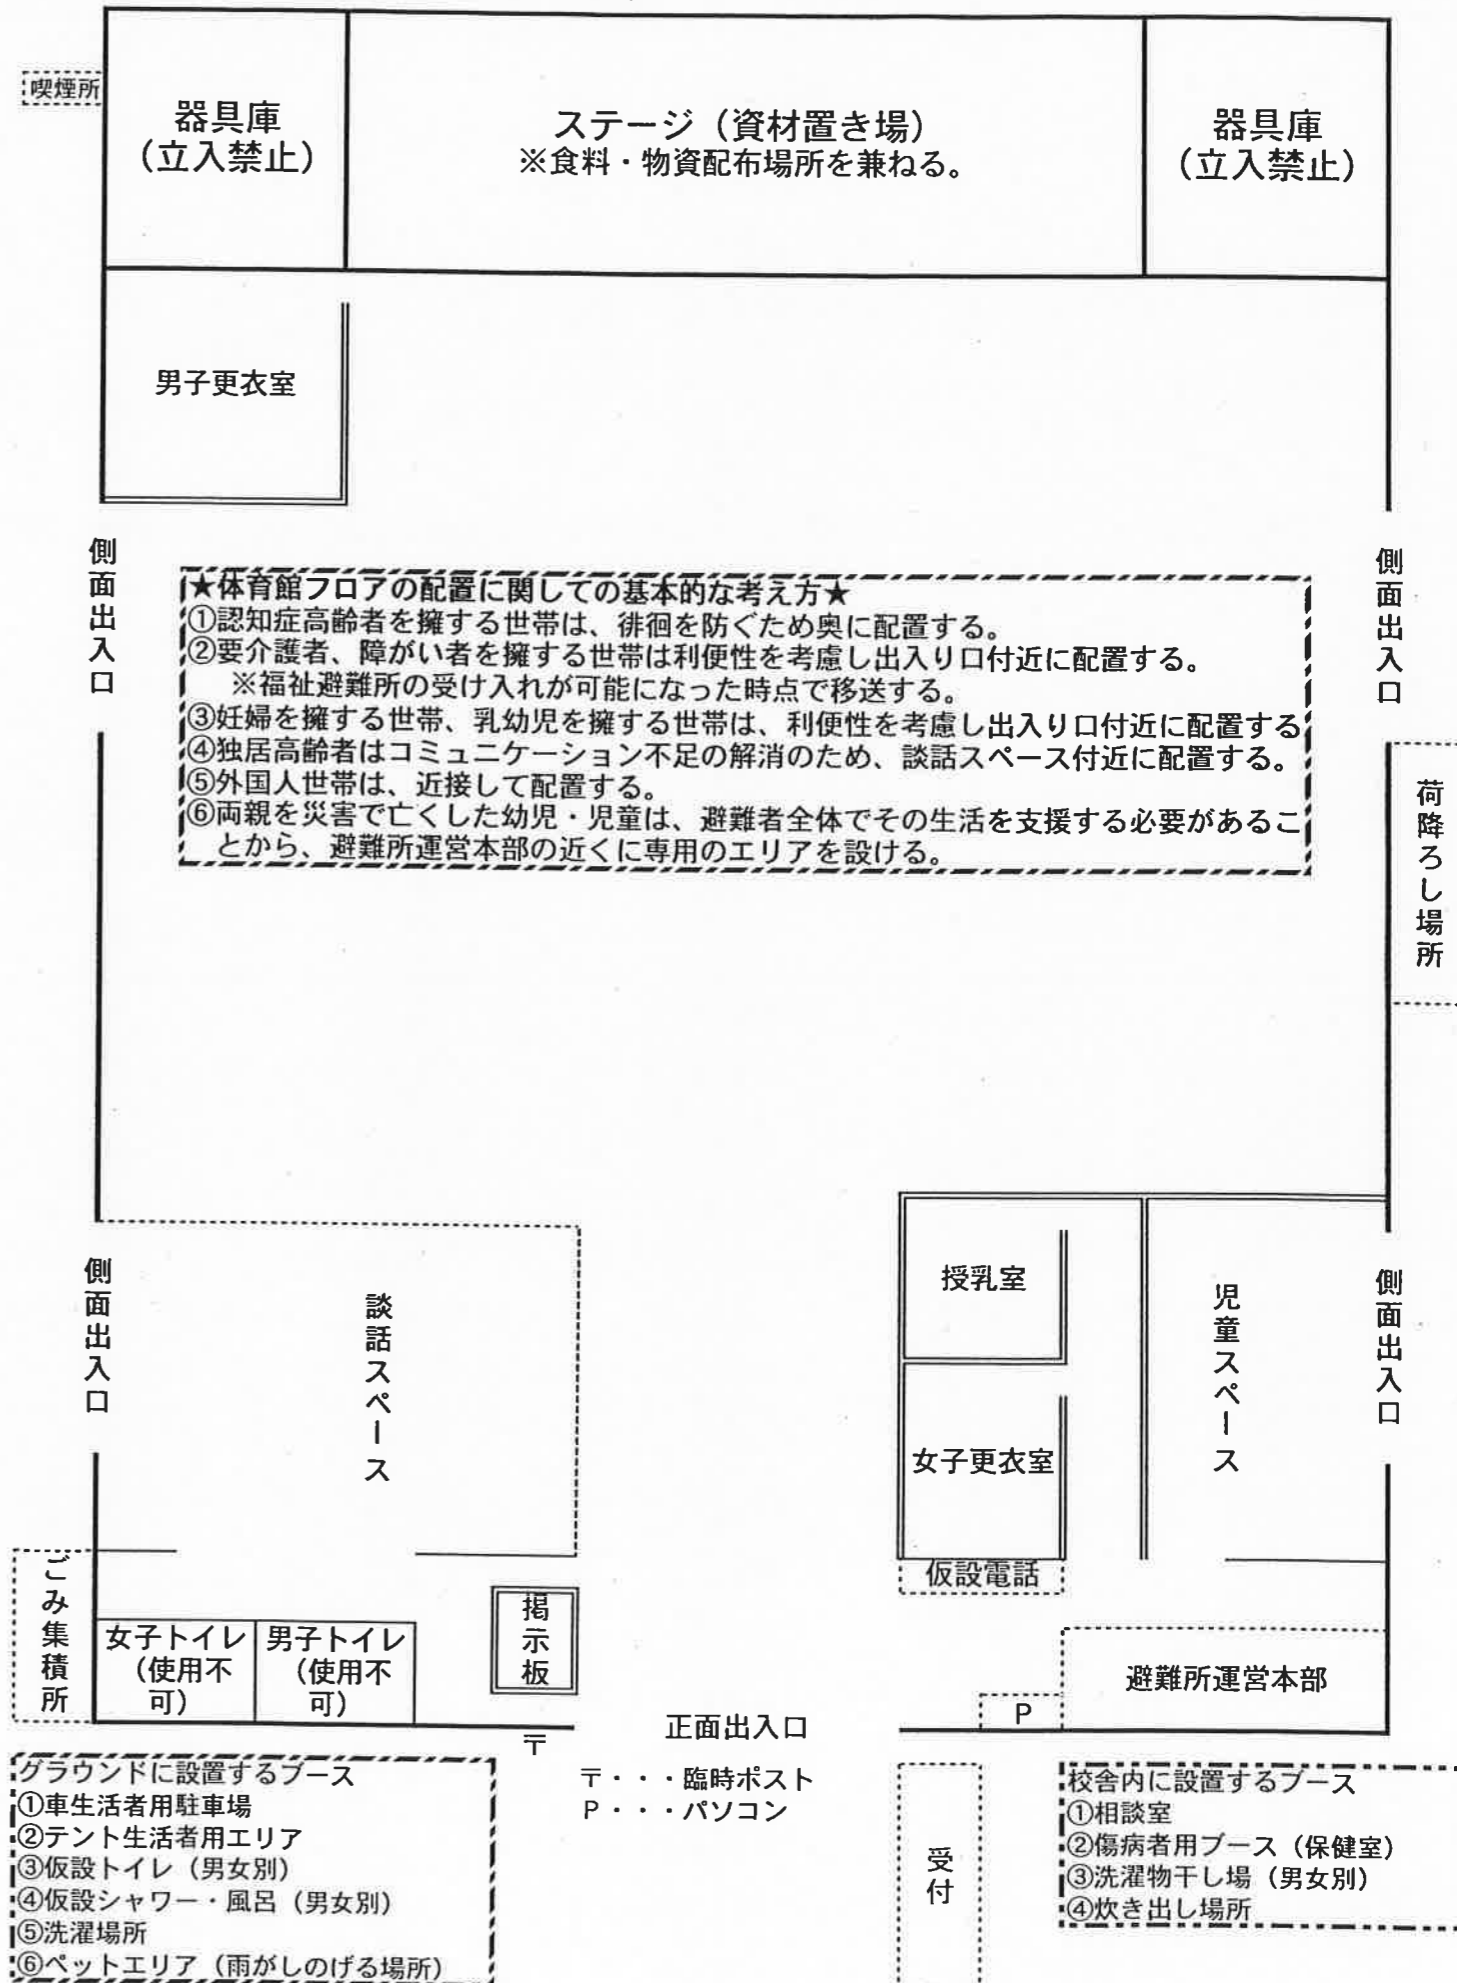 喫煙所
器具庫
（立入禁止）
ステージ（資材置き場）
※食料・物資配布場所を兼ねる。
器具庫
（立入禁止）
男子更衣室
側面出入口
側面出入口
★体育館フロアの配置に関しての基本的な考え方★
①認知症高齢者を擁する世帯は、徘徊を防ぐため奥に配置する。
②要介護者、障がい者を擁する世帯は利便性を考慮し出入り口付近に配置する。
※福祉避難所の受け入れが可能になった時点で移送する。
③妊婦を擁する世帯、乳幼児を擁する世帯は、利便性を考慮し出入り口付近に配置する
④独居高齢者はコミュニケーション不足の解消のため、談話スペース付近に配置する。
⑤外国人世帯は、近接して配置する。
⑥両親を災害で亡くした幼児・児童は、避難者全体でその生活を支援する必要があるこ
とから、避難所運営本部の近くに専用のエリアを設ける。
荷降ろし場所
側面出入口
談話スペース
授乳室
児童スペース
側面出入口
女子更衣室
仮設電話
ごみ集積所
女子トイレ
（使用不
可）
男子トイレ
（使用不
可）
掲示板
避難所運営本部
P
正面出入口
〒
〒・・・臨時ポスト
P・・・パソコン
グラウンドに設置するブース
①車生活者用駐車場
②テント生活者用エリア
③仮設トイレ（男女別）
④仮設シャワー・風呂（男女別）
⑤洗濯場所
⑥ペットエリア（雨がしのげる場所）
受付
校舎内に設置するブース
①相談室
②傷病者用ブース（保健室）
③洗濯物干し場（男女別）
④炊き出し場所